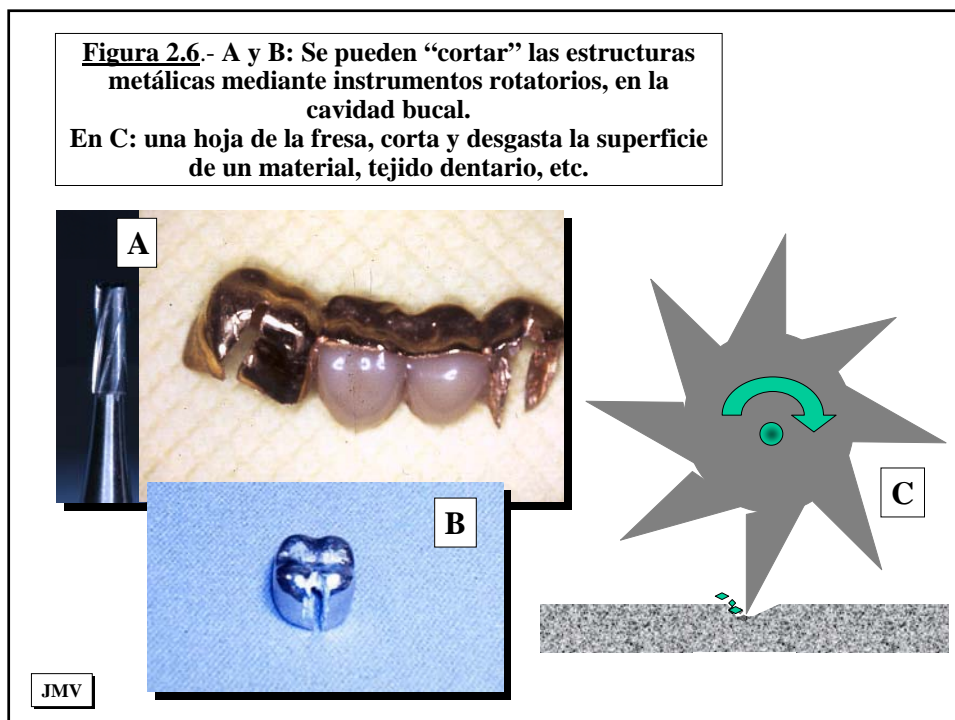 Figura 2.6.- A y B: Se pueden “cortar” las estructuras
metálicas mediante instrumentos rotatorios, en la
cavidad bucal.
En C: una hoja de la fresa, corta y desgasta la superficie
de un material, tejido dentario, etc.
A
B
C
JMV